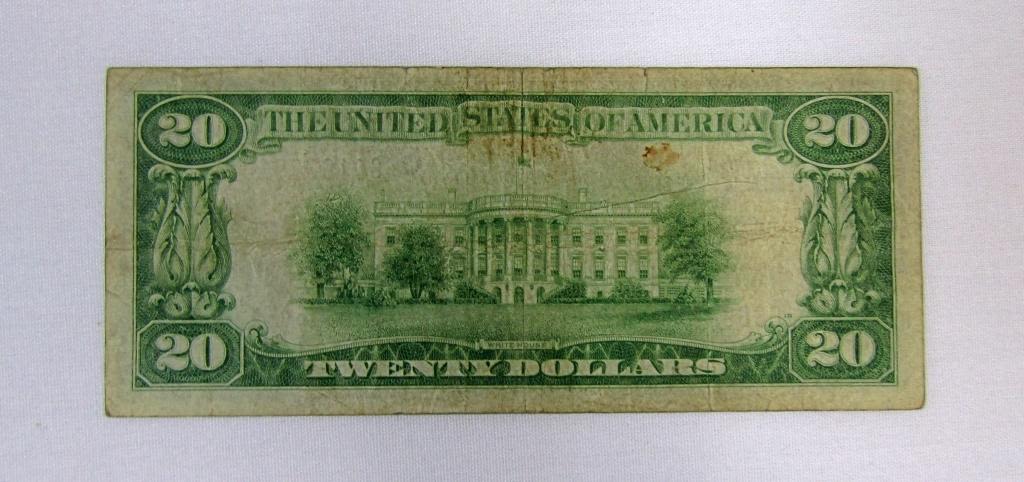 THE UNITED STATES OF AMERICA
20 20
WHITE HOUSE
20 20
TWENTY DOLLARS